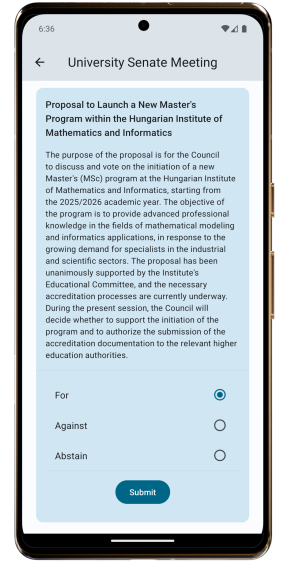 6:36
University Senate Meeting
Proposal to Launch a New Master's
Program within the Hungarian Institute of
Mathematics and Informatics
The purpose of the proposal is for the Council
to discuss and vote on the initiation of a new
Master's (MSc) program at the Hungarian Institute
of Mathematics and Informatics, starting from
the 2025/2026 academic year. The objective of
the program is to provide advanced professional
knowledge in the fields of mathematical modeling
and informatics applications, in response to the
growing demand for specialists in the industrial
and scientific sectors. The proposal has been
unanimously supported by the Institute's
Educational Committee, and the necessary
accreditation processes are currently underway.
During the present session, the Council will
decide whether to support the initiation of the
program and to authorize the submission of the
accreditation documentation to the relevant higher
education authorities.
For
Against
Abstain
Submit